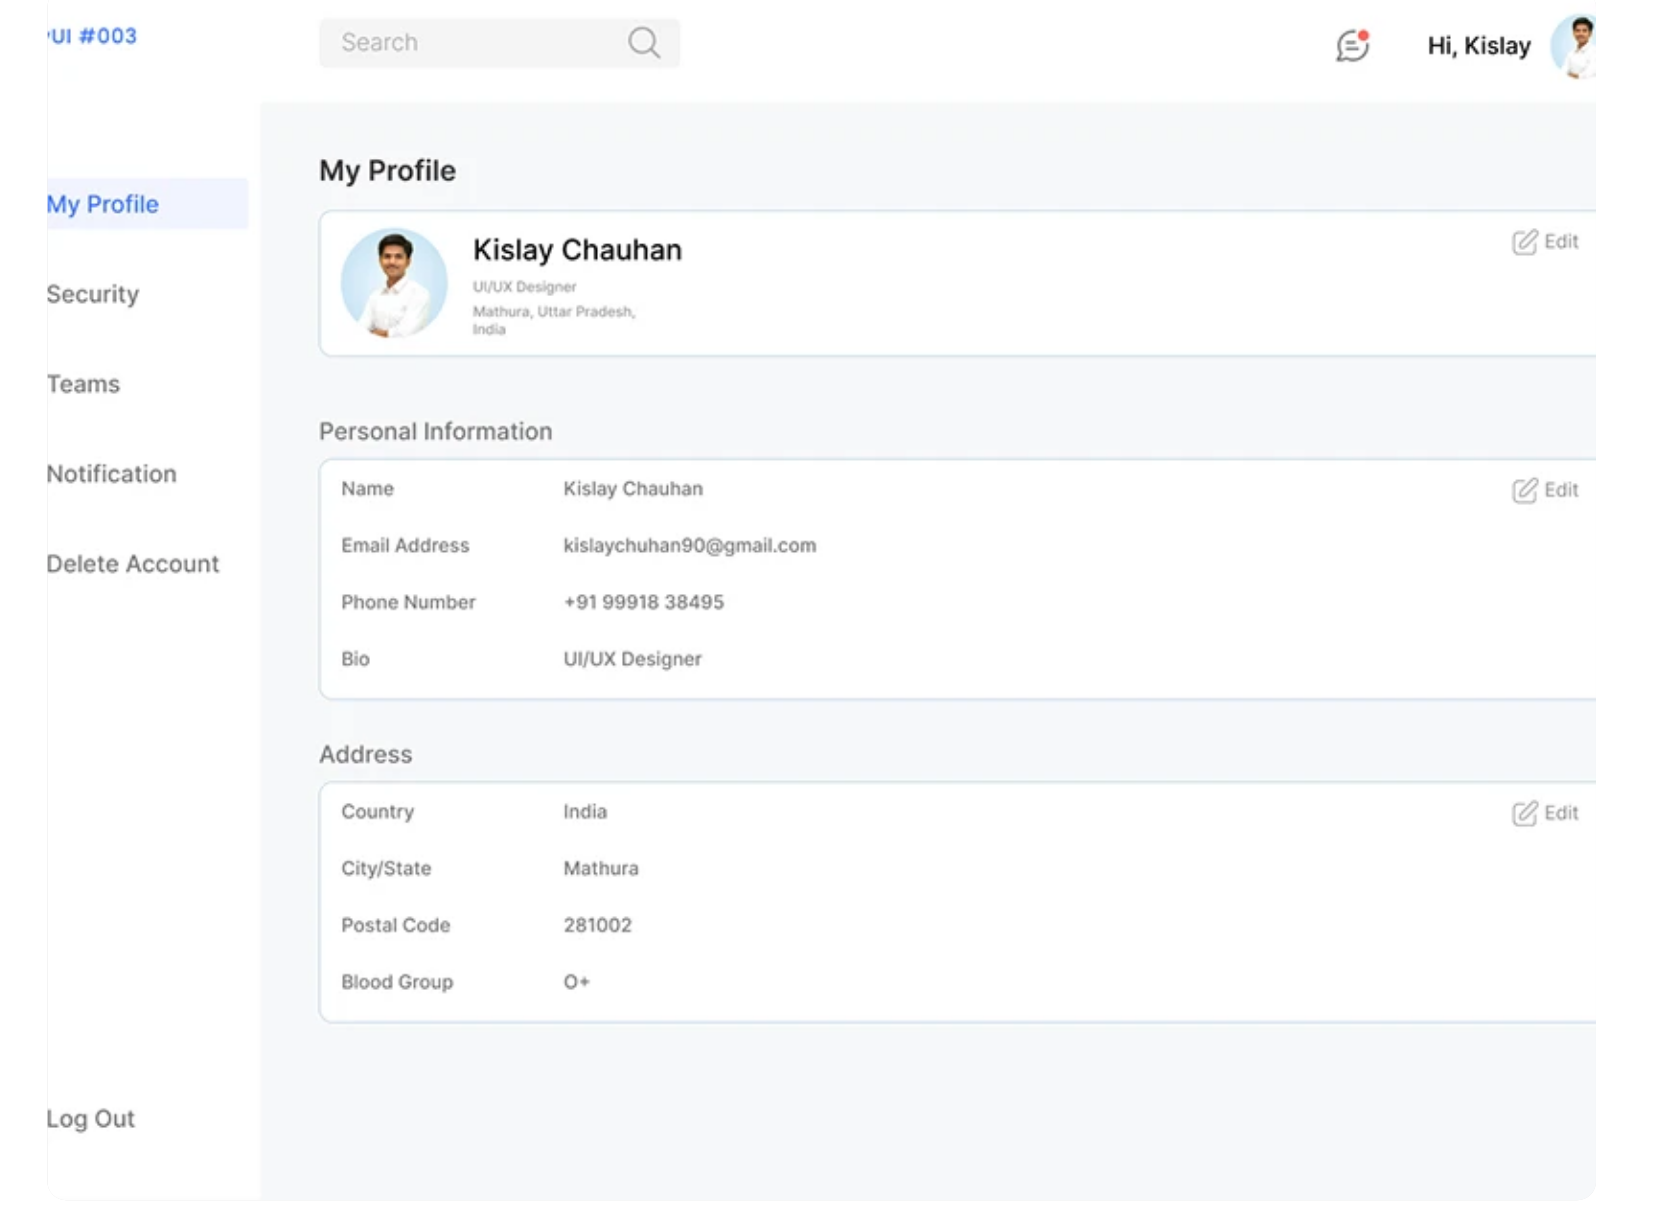 UI #003
Search
Hi, Kislay
My Profile
Security
Teams
Notification
Delete Account
Log Out
My Profile
Kislay Chauhan
UI/UX Designer
Mathura, Uttar Pradesh,
India
Edit
Personal Information
Name Kislay Chauhan
Edit
Email Address kislaychuhan90@gmail.com
Phone Number +91 99918 38495
Bio UI/UX Designer
Address
Country India
Edit
City/State Mathura
Postal Code 281002
Blood Group O+